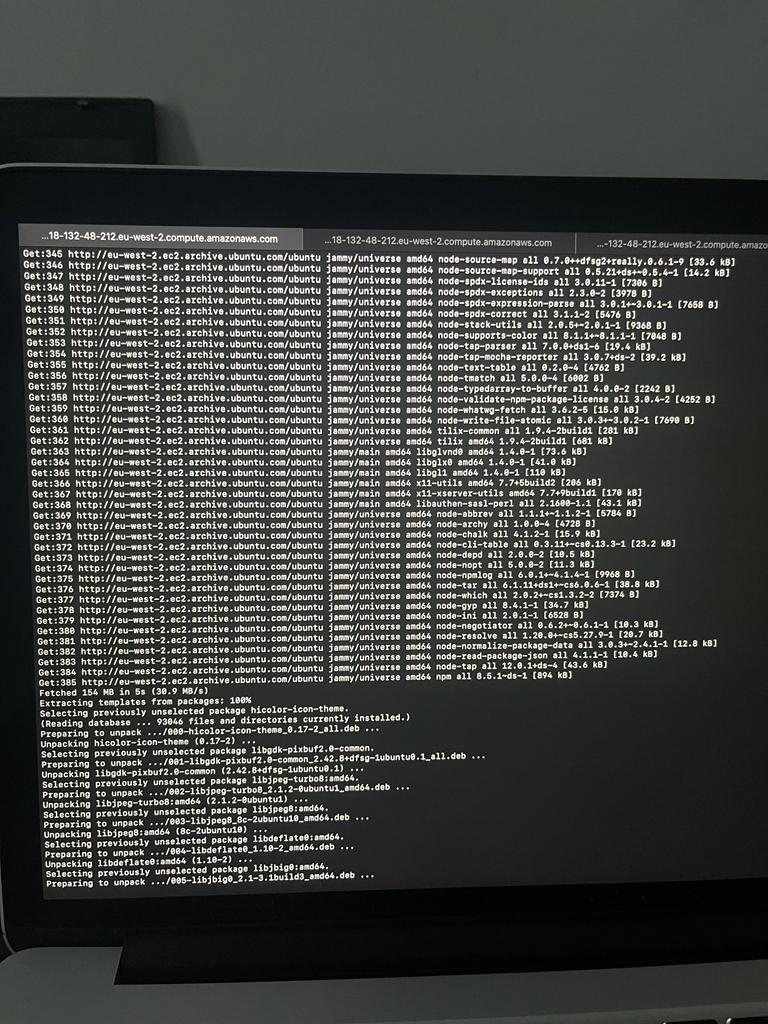 ...18-132-48-212.eu-west-2.compute.amazonaws.com
...18-132-48-212.eu-west-2.compute.amazonaws.com
...-132-48-212.eu-west-2.compute.amazo
Get:345 http://eu-west-2.ec2.archive.ubuntu.com/ubuntu jammy/universe amd64 node-source-map all 0.7.0++dfsg2+really.0.6.1-9 [33.6 kB]
Get:346 http://eu-west-2.ec2.archive.ubuntu.com/ubuntu jammy/universe amd64 node-source-map-support all 0.5.21+ds+~0.5.4-1 [14.2 kB]
Get:347 http://eu-west-2.ec2.archive.ubuntu.com/ubuntu jammy/universe amd64 node-spdx-license-ids all 3.0.11-1 [7306 B]
Get:348 http://eu-west-2.ec2.archive.ubuntu.com/ubuntu jammy/universe amd64 node-spdx-exceptions all 2.3.0-2 [3978 B]
Get:349 http://eu-west-2.ec2.archive.ubuntu.com/ubuntu jammy/universe amd64 node-spdx-expression-parse all 3.0.1+~3.0.1-1 [7658 B]
Get:350 http://eu-west-2.ec2.archive.ubuntu.com/ubuntu jammy/universe amd64 node-spdx-correct all 3.1.1-2 [5476 B]
Get:351 http://eu-west-2.ec2.archive.ubuntu.com/ubuntu jammy/universe amd64 node-stack-utils all 2.0.5+~2.0.1-1 [9368 B]
Get:352 http://eu-west-2.ec2.archive.ubuntu.com/ubuntu jammy/universe amd64 node-supports-color all 8.1.1+~8.1.1-1 [7048 B]
Get:353 http://eu-west-2.ec2.archive.ubuntu.com/ubuntu jammy/universe amd64 node-tap-parser all 7.0.0+ds1-6 [19.4 kB]
Get:354 http://eu-west-2.ec2.archive.ubuntu.com/ubuntu jammy/universe amd64 node-tap-mocha-reporter all 3.0.7+ds-2 [39.2 kB]
Get:355 http://eu-west-2.ec2.archive.ubuntu.com/ubuntu jammy/universe amd64 node-text-table all 0.2.0-4 [4762 B]
Get:356 http://eu-west-2.ec2.archive.ubuntu.com/ubuntu jammy/universe amd64 node-tmatch all 5.0.0-4 [6002 B]
Get:357 http://eu-west-2.ec2.archive.ubuntu.com/ubuntu jammy/universe amd64 node-typedarray-to-buffer all 4.0.0-2 [2242 B]
Get:358 http://eu-west-2.ec2.archive.ubuntu.com/ubuntu jammy/universe amd64 node-validate-npm-package-license all 3.0.4-2 [4252 B]
Get:359 http://eu-west-2.ec2.archive.ubuntu.com/ubuntu jammy/universe amd64 node-whatwg-fetch all 3.6.2-5 [15.0 kB]
Get:360 http://eu-west-2.ec2.archive.ubuntu.com/ubuntu jammy/universe amd64 node-write-file-atomic all 3.0.3+~3.0.2-1 [7690 B]
Get:361 http://eu-west-2.ec2.archive.ubuntu.com/ubuntu jammy/universe amd64 tilix-common all 1.9.4-2build1 [281 kB]
Get:362 http://eu-west-2.ec2.archive.ubuntu.com/ubuntu jammy/universe amd64 tilix amd64 1.9.4-2build1 [681 kB]
Get:363 http://eu-west-2.ec2.archive.ubuntu.com/ubuntu jammy/main amd64 libglvnd0 amd64 1.4.0-1 [73.6 kB]
Get:364 http://eu-west-2.ec2.archive.ubuntu.com/ubuntu jammy/main amd64 libglx0 amd64 1.4.0-1 [41.0 kB]
Get:365 http://eu-west-2.ec2.archive.ubuntu.com/ubuntu jammy/main amd64 libgl1 amd64 1.4.0-1 [110 kB]
Get:366 http://eu-west-2.ec2.archive.ubuntu.com/ubuntu jammy/main amd64 x11-utils amd64 7.7+5build2 [206 kB]
Get:367 http://eu-west-2.ec2.archive.ubuntu.com/ubuntu jammy/main amd64 x11-xserver-utils amd64 7.7+9build1 [170 kB]
Get:368 http://eu-west-2.ec2.archive.ubuntu.com/ubuntu jammy/main amd64 libauthen-sasl-perl all 2.1600-1.1 [43.1 kB]
Get:369 http://eu-west-2.ec2.archive.ubuntu.com/ubuntu jammy/universe amd64 node-abbrev all 1.1.1+~1.1.2-1 [5784 B]
Get:370 http://eu-west-2.ec2.archive.ubuntu.com/ubuntu jammy/universe amd64 node-archy all 1.0.0-4 [4728 B]
Get:371 http://eu-west-2.ec2.archive.ubuntu.com/ubuntu jammy/universe amd64 node-chalk all 4.1.2-1 [15.9 kB]
Get:372 http://eu-west-2.ec2.archive.ubuntu.com/ubuntu jammy/universe amd64 node-cli-table all 0.3.11+~cs0.13.3-1 [23.2 kB]
Get:373 http://eu-west-2.ec2.archive.ubuntu.com/ubuntu jammy/universe amd64 node-depd all 2.0.0-2 [10.5 kB]
Get:374 http://eu-west-2.ec2.archive.ubuntu.com/ubuntu jammy/universe amd64 node-nopt all 5.0.0-2 [11.3 kB]
Get:375 http://eu-west-2.ec2.archive.ubuntu.com/ubuntu jammy/universe amd64 node-npmlog all 6.0.1+~4.1.4-1 [9968 B]
Get:376 http://eu-west-2.ec2.archive.ubuntu.com/ubuntu jammy/universe amd64 node-tar all 6.1.11+ds1+~cs6.0.6-1 [38.8 kB]
Get:377 http://eu-west-2.ec2.archive.ubuntu.com/ubuntu jammy/universe amd64 node-which all 2.0.2+~cs1.3.2-2 [7374 B]
Get:378 http://eu-west-2.ec2.archive.ubuntu.com/ubuntu jammy/universe amd64 node-gyp all 8.4.1-1 [34.7 kB]
Get:379 http://eu-west-2.ec2.archive.ubuntu.com/ubuntu jammy/universe amd64 node-ini all 2.0.1-1 [6528 B]
Get:380 http://eu-west-2.ec2.archive.ubuntu.com/ubuntu jammy/universe amd64 node-negotiator all 0.6.2+~0.6.1-1 [10.3 kB]
Get:381 http://eu-west-2.ec2.archive.ubuntu.com/ubuntu jammy/universe amd64 node-resolve all 1.20.0+~cs5.27.9-1 [20.7 kB]
Get:382 http://eu-west-2.ec2.archive.ubuntu.com/ubuntu jammy/universe amd64 node-normalize-package-data all 3.0.3+~2.4.1-1 [12.8 kB]
Get:383 http://eu-west-2.ec2.archive.ubuntu.com/ubuntu jammy/universe amd64 node-read-package-json all 4.1.1-1 [10.4 kB]
Get:384 http://eu-west-2.ec2.archive.ubuntu.com/ubuntu jammy/universe amd64 node-tap all 12.0.1+ds-4 [43.6 kB]
Get:385 http://eu-west-2.ec2.archive.ubuntu.com/ubuntu jammy/universe amd64 npm all 8.5.1~ds-1 [894 kB]
Fetched 154 MB in 5s (30.9 MB/s)
Extracting templates from packages: 100%
Selecting previously unselected package hicolor-icon-theme.
(Reading database ... 93046 files and directories currently installed.)
Preparing to unpack .../000-hicolor-icon-theme_0.17-2_all.deb ...
Unpacking hicolor-icon-theme (0.17-2) ...
Selecting previously unselected package libgdk-pixbuf2.0-common.
Preparing to unpack .../001-libgdk-pixbuf2.0-common_2.42.8+dfsg-1ubuntu0.1_all.deb ...
Unpacking libgdk-pixbuf2.0-common (2.42.8+dfsg-1ubuntu0.1) ...
Selecting previously unselected package libjpeg-turbo8:amd64.
Preparing to unpack .../002-libjpeg-turbo8_2.1.2-0ubuntu1_amd64.deb ...
Unpacking libjpeg-turbo8:amd64 (2.1.2-0ubuntu1) ...
Selecting previously unselected package libjpeg8:amd64.
Preparing to unpack .../003-libjpeg8_8c-2ubuntu10_amd64.deb ...
Unpacking libjpeg8:amd64 (8c-2ubuntu10) ...
Selecting previously unselected package libdeflate0:amd64.
Preparing to unpack .../004-libdeflate0_1.10-2_amd64.deb ...
Unpacking libdeflate0:amd64 (1.10-2) ...
Selecting previously unselected package libjbig0:amd64.
Preparing to unpack .../005-libjbig0_2.1-3.1build3_amd64.deb ...